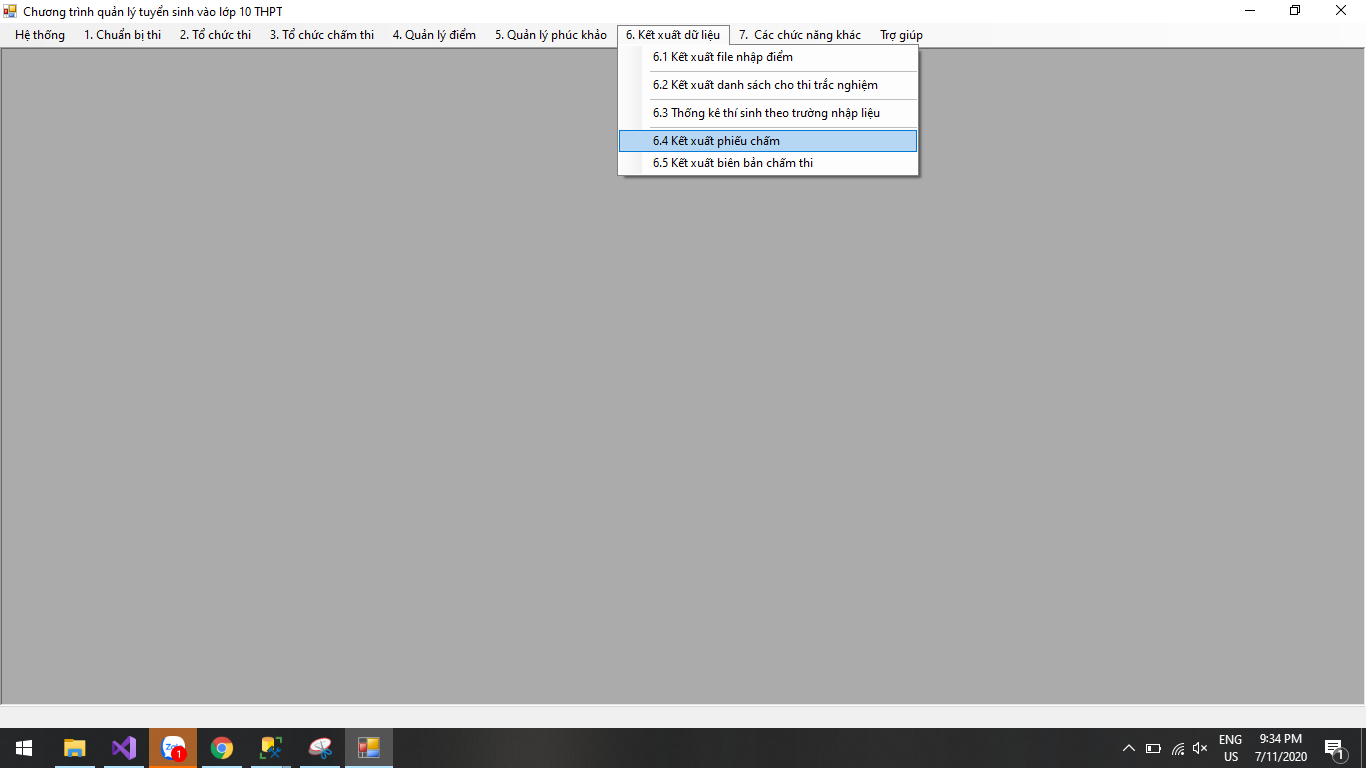 Chương trình quản lý tuyển sinh vào lớp 10 THPT
Hệ thống 1. Chuẩn bị thi 2. Tổ chức thi 3. Tổ chức chấm thi 4. Quản lý điểm 5. Quản lý phúc khảo 6. Kết xuất dữ liệu 7. Các chức năng khác Trợ giúp
6.1 Kết xuất file nhập điểm
6.2 Kết xuất danh sách cho thi trắc nghiệm
6.3 Thống kê thí sinh theo trường nhập liệu
6.4 Kết xuất phiếu chấm
6.5 Kết xuất biên bản chấm thi
1
ENG 9:34 PM
US 7/11/2020
1